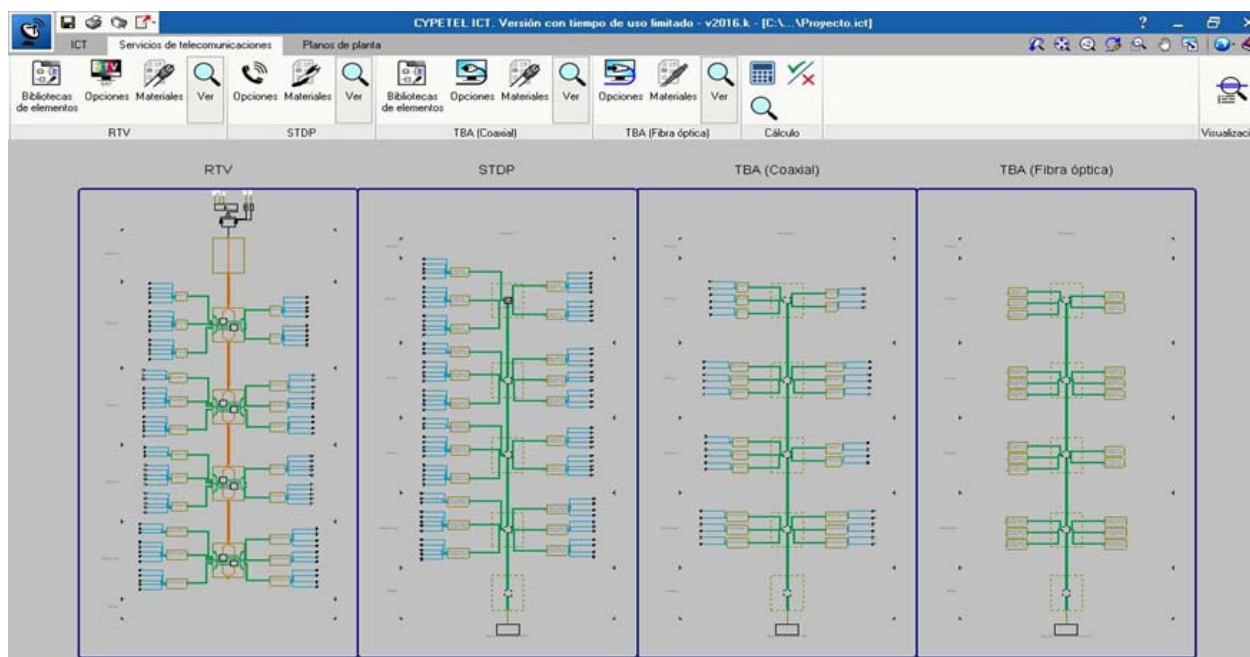 CYPETEL ICT. Versión con tiempo de uso limitado - v2016.k - [C:\...\Proyecto.ict]
ICT Servicios de telecomunicaciones Planos de planta
Bibliotecas de elementos Opciones Materiales Ver Opciones Materiales Ver Bibliotecas de elementos Opciones Materiales Ver Opciones Materiales Ver
RTV STDP TBA (Coaxial) TBA (Fibra óptica) Cálculo Visualizaci
RTV STDP TBA (Coaxial) TBA (Fibra óptica)